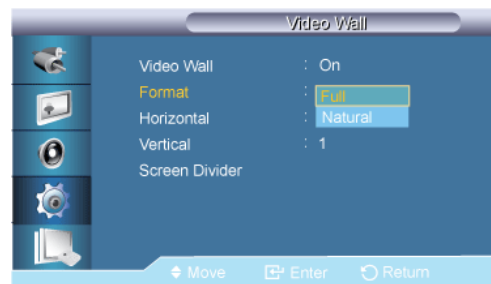 Video Wall
Video Wall : On
Format : Full
Natural
Horizontal :
Vertical : 1
Screen Divider
Move Enter Return